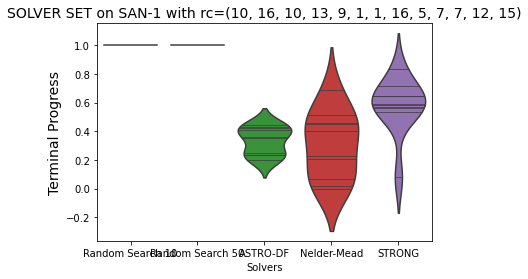 SOLVER SET on SAN-1 with rc=(10, 16, 10, 13, 9, 1, 1, 16, 5, 7, 7, 12, 15)
Terminal Progress
1.0
0.8
0.6
0.4
0.2
0.0
−0.2
Random Search 10 Random Search 50 ASTRO-DF Nelder-Mead STRONG
Solvers